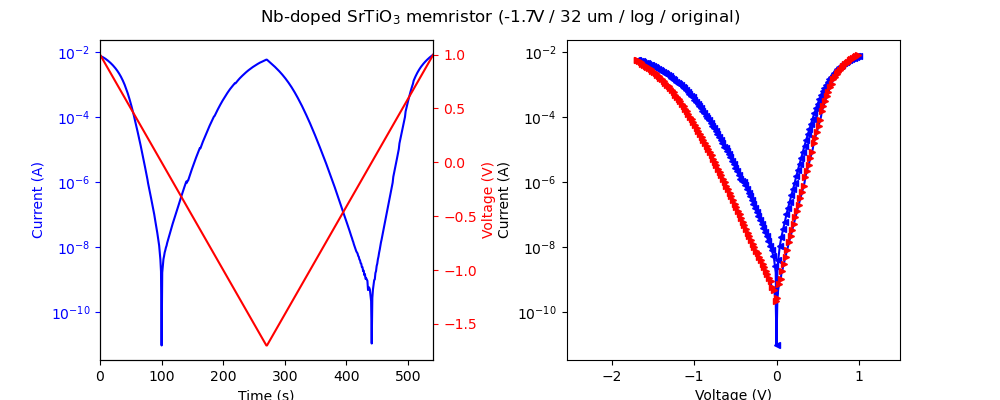 Nb-doped SrTiO₃ memristor (-1.7V / 32 um / log / original)
Current (A)
10⁻²
10⁻⁴
10⁻⁶
10⁻⁸
10⁻¹⁰
0 100 200 300 400 500
Time (s)
1.0
0.5
0.0
−0.5
−1.0
−1.5
Voltage (V)
Current (A)
10⁻²
10⁻⁴
10⁻⁶
10⁻⁸
10⁻¹⁰
−2 −1 0 1
Voltage (V)